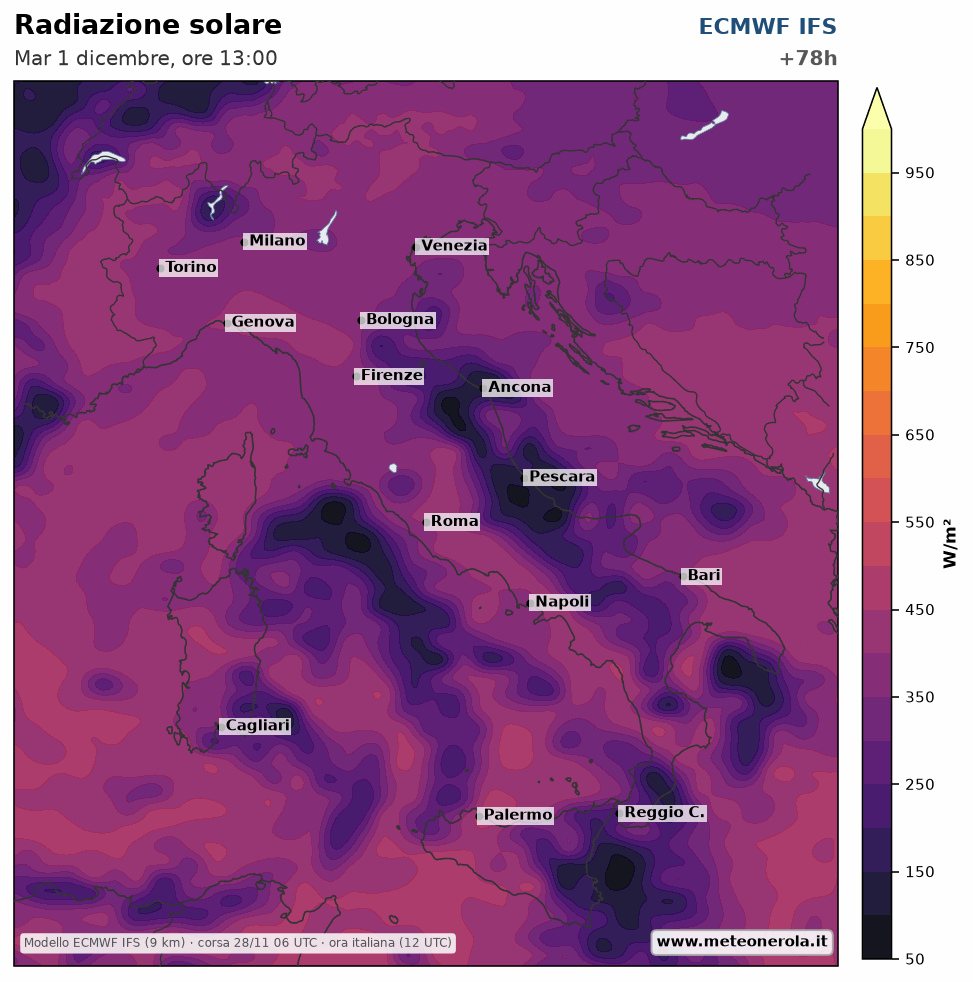 Radiazione solare
ECMWF IFS
Mar 1 dicembre, ore 13:00
+78h
Milano
Venezia
Torino
Genova
Bologna
Firenze
Ancona
Pescara
Roma
Bari
Napoli
Cagliari
Palermo
Reggio C.
950
850
750
650
550
450
350
250
150
50
W/m²
Modello ECMWF IFS (9 km) · corsa 28/11 06 UTC · ora italiana (12 UTC)
www.meteonerola.it